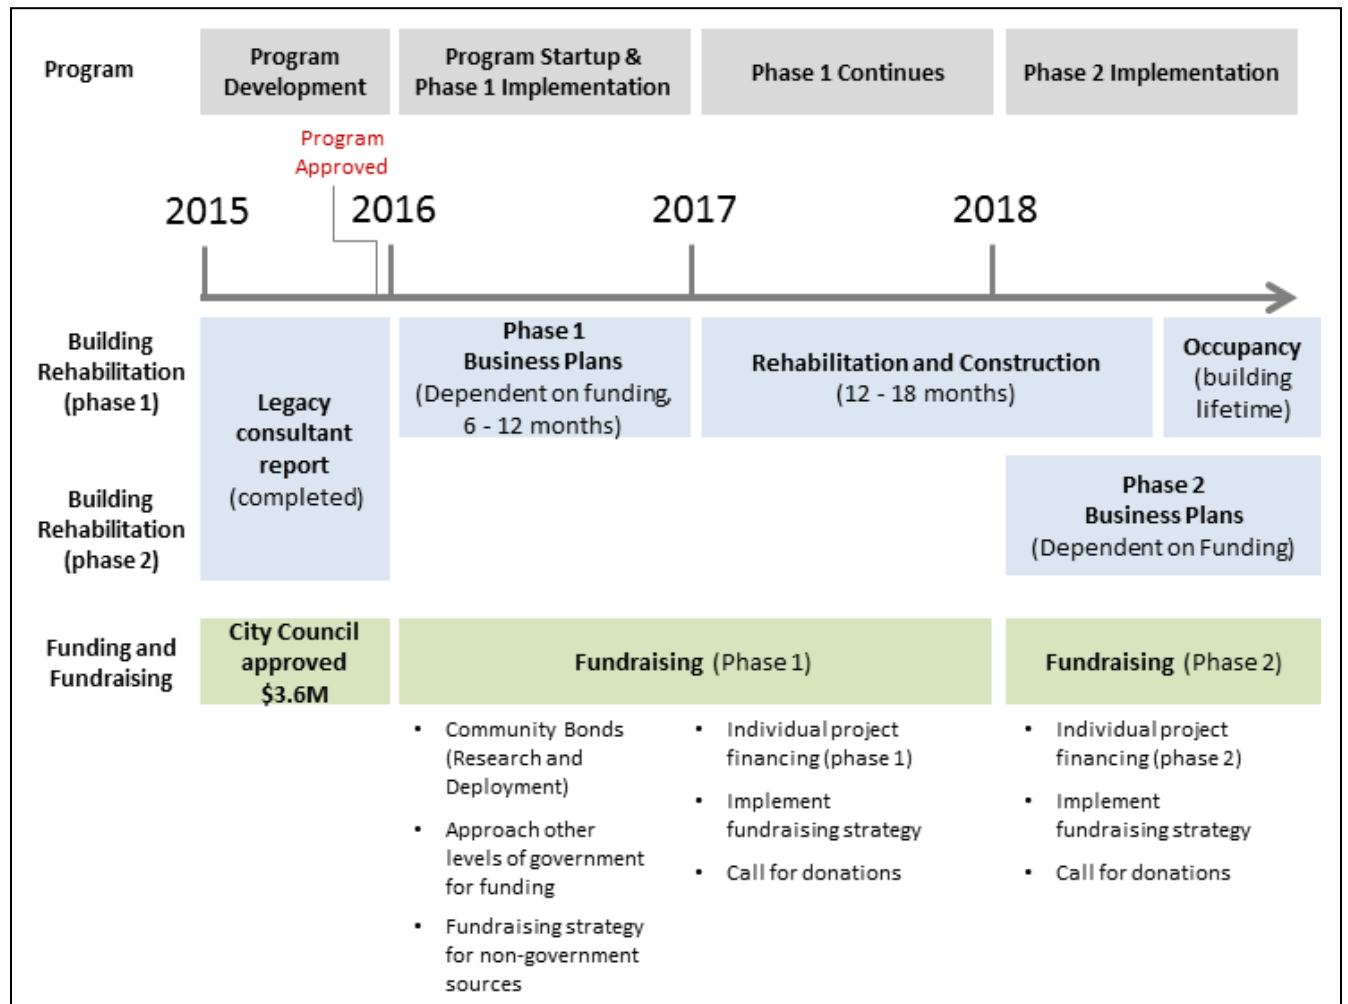 Program
Program
Development
Program Startup &
Phase 1 Implementation
Phase 1 Continues
Phase 2 Implementation
Program
Approved
2015
2016
2017
2018
Building
Rehabilitation
(phase 1)
Legacy
consultant
report
(completed)
Phase 1
Business Plans
(Dependent on funding,
6 - 12 months)
Rehabilitation and Construction
(12 - 18 months)
Occupancy
(building
lifetime)
Building
Rehabilitation
(phase 2)
Phase 2
Business Plans
(Dependent on Funding)
Funding and
Fundraising
City Council
approved
$3.6M
Fundraising (Phase 1)
Fundraising (Phase 2)
• Community Bonds
(Research and
Deployment)
• Approach other
levels of government
for funding
• Fundraising strategy
for non-government
sources
• Individual project
financing (phase 1)
• Implement
fundraising strategy
• Call for donations
• Individual project
financing (phase 2)
• Implement
fundraising strategy
• Call for donations